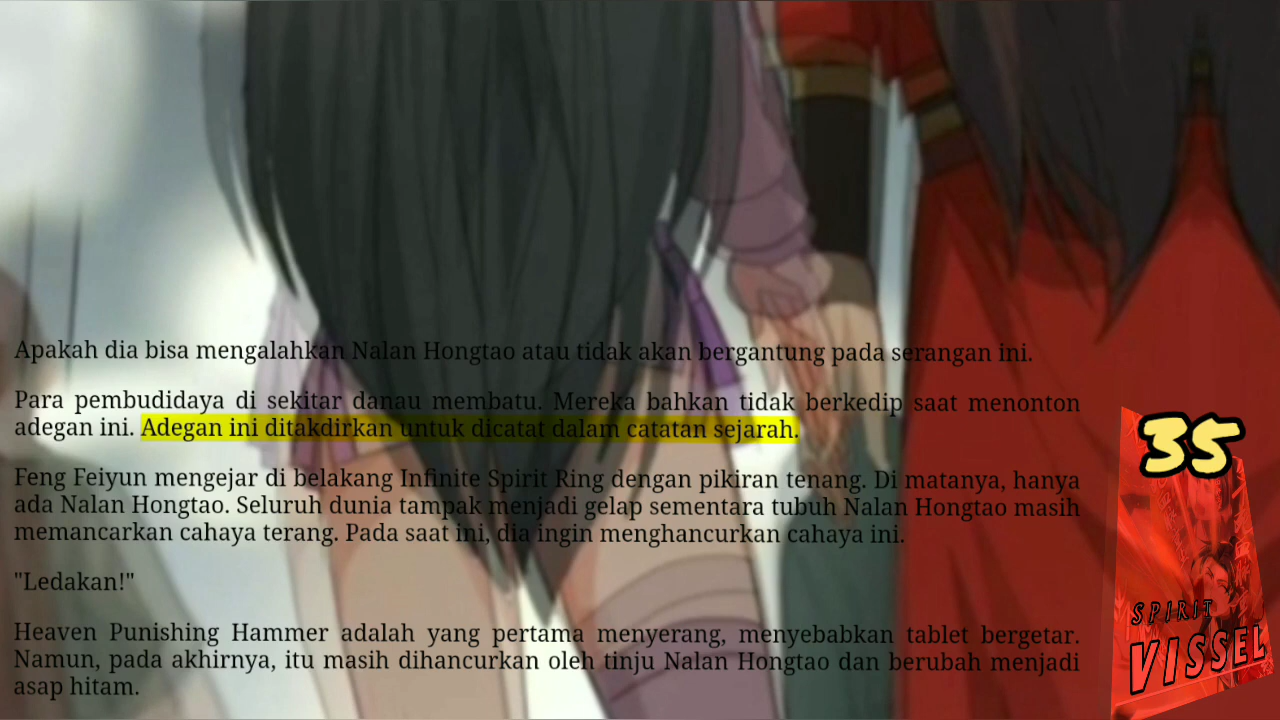 Apakah dia bisa mengalahkan Nalan Hongtao atau tidak akan bergantung pada serangan ini.
Para pembudidaya di sekitar danau membatu. Mereka bahkan tidak berkedip saat menonton
adegan ini. Adegan ini ditakdirkan untuk dicatat dalam catatan sejarah.
Feng Feiyun mengejar di belakang Infinite Spirit Ring dengan pikiran tenang. Di matanya, hanya
ada Nalan Hongtao. Seluruh dunia tampak menjadi gelap sementara tubuh Nalan Hongtao masih
memancarkan cahaya terang. Pada saat ini, dia ingin menghancurkan cahaya ini.
"Ledakan!"
Heaven Punishing Hammer adalah yang pertama menyerang, menyebabkan tablet bergetar.
Namun, pada akhirnya, itu masih dihancurkan oleh tinju Nalan Hongtao dan berubah menjadi
asap hitam.
35
SPIRIT
VISSEL